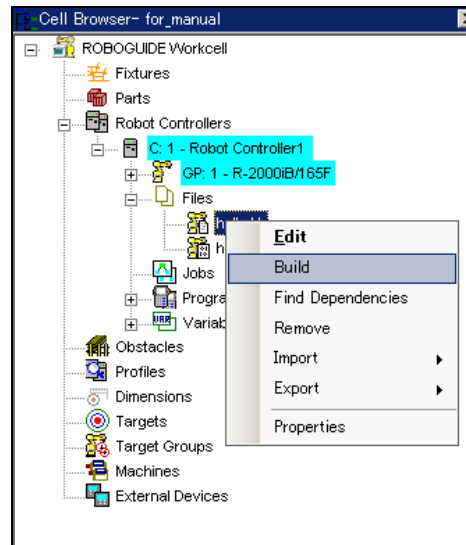 Cell Browser- for_manual
ROBOGUIDE Workcell
Fixtures
Parts
Robot Controllers
C: 1 - Robot Controller1
GP: 1 - R-2000iB/165F
Files
Edit
Build
Jobs
Find Dependencies
Remove
Import
Obstacles
Profiles
Export
Dimensions
Targets
Properties
Target Groups
Machines
External Devices